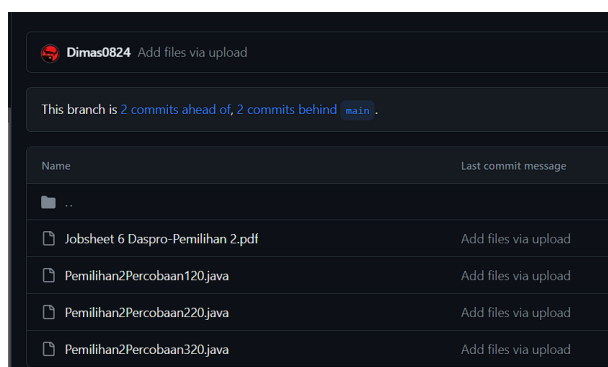 Dimas0824 Add files via upload
This branch is 2 commits ahead of, 2 commits behind main .
Name Last commit message
..
Jobsheet 6 Daspro-Pemilihan 2.pdf Add files via upload
Pemilihan2Percobaan120.java Add files via upload
Pemilihan2Percobaan220.java Add files via upload
Pemilihan2Percobaan320.java Add files via upload